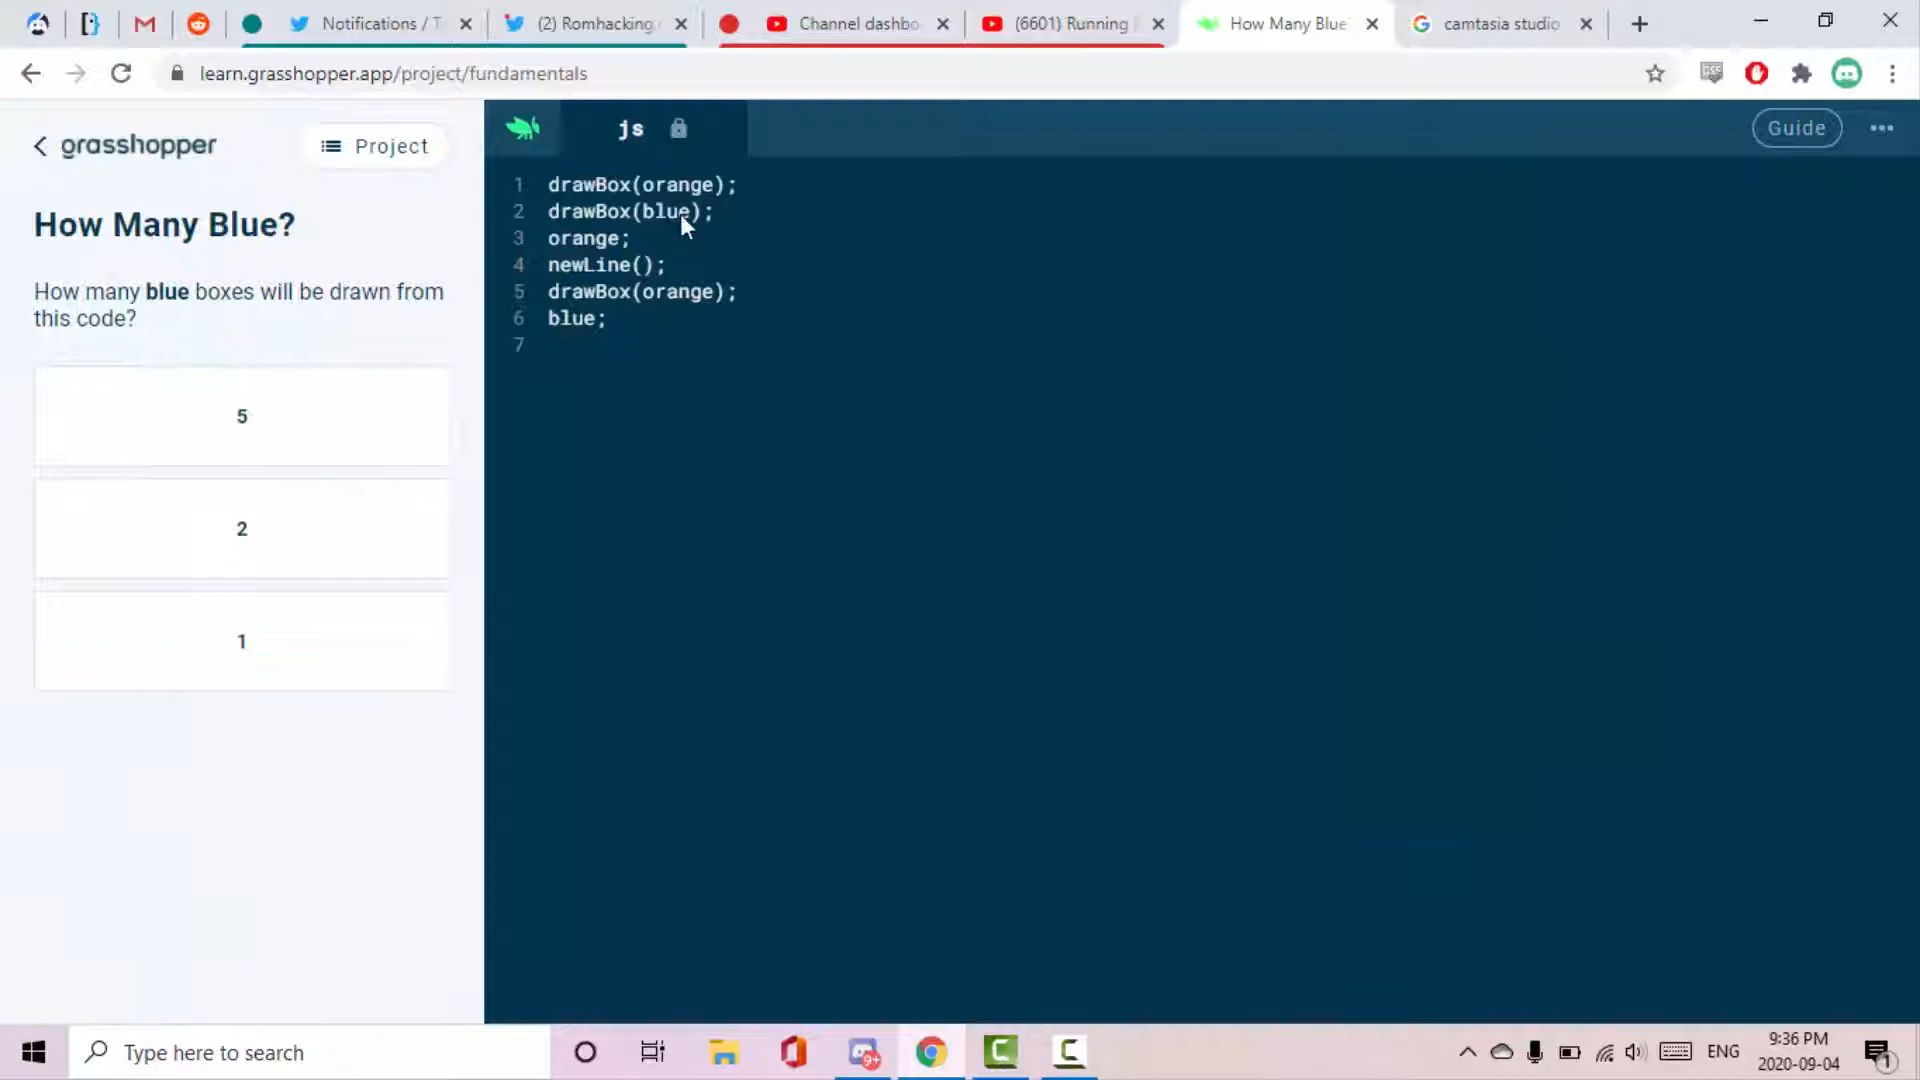 Notifications / T
(2) Romhacking.
Channel dashbo
(6601) Running
How Many Blue
camtasia studio
learn.grasshopper.app/project/fundamentals
grasshopper
Project
js
Guide
How Many Blue?
How many blue boxes will be drawn from
this code?
5
2
1
1 drawBox(orange);
2 drawBox(blue);
3 orange;
4 newLine();
5 drawBox(orange);
6 blue;
7
Type here to search
9+
ENG
9:36 PM
2020-09-04
1